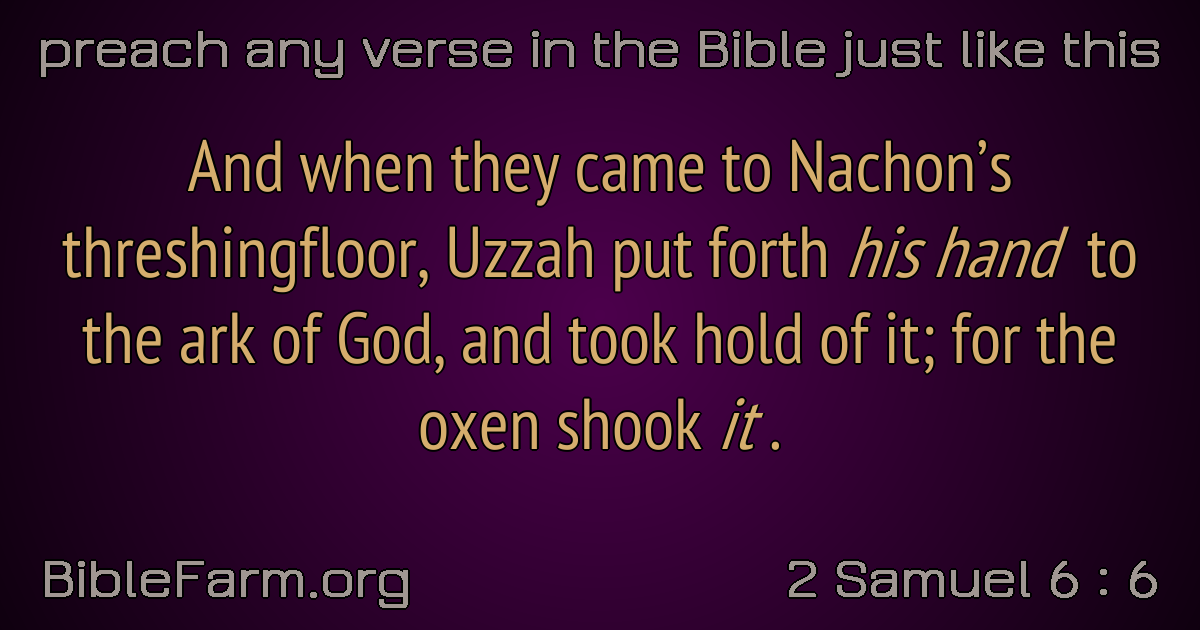 preach any verse in the Bible just like this
And when they came to Nachon’s
threshingfloor, Uzzah put forth his hand to
the ark of God, and took hold of it; for the
oxen shook it .
BibleFarm.org
2 Samuel 6 : 6